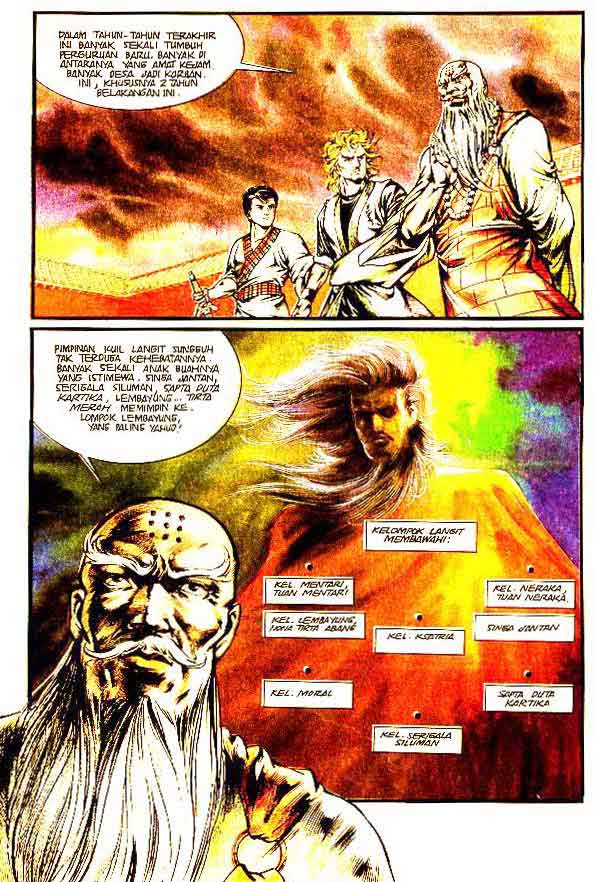 DALAM TAHUN-TAHUN TERAKHIR
INI BANYAK SEKALI TUMBUH
PERGURUAN BARU. BANYAK DI
ANTARANYA YANG AMAT KEJAM.
BANYAK DESA JADI KORBAN.
INI, KHUSUSNYA 2 TAHUN
BELAKANGAN INI.
PIMPINAN KUIL LANGIT SUNGGUH
TAK TERDUGA KEHEBATANNYA.
BANYAK SEKALI ANAK BUAHNYA
YANG ISTIMEWA. SINGA JANTAN,
SERIGALA SILUMAN, SAPTA DUTA
KARTIKA, LEMBAYUNG... TIRTA
MERAH MEMIMPIN KE-
LOMPOK LEMBAYUNG,
YANG PALING YAHUD!
KELOMPOK LANGIT
MEMBAWAHI:
KEL. MENTARI,
TUAN MENTARI
KEL. NERAKA,
TUAN NERAKA.
KEL. LEMBAYUNG,
NONA TIRTA ABANG
KEL. KSATRIA
SINGA JANTAN
KEL. MORAL
SAPTA DUTA
KARTIKA
KEL. SERIGALA
SILUMAN